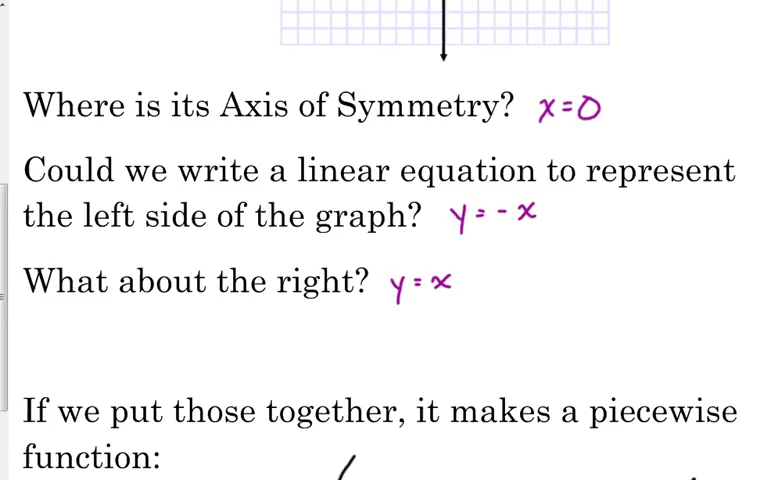 Where is its Axis of Symmetry? x=0
Could we write a linear equation to represent
the left side of the graph? y=-x
What about the right? y=x
If we put those together, it makes a piecewise
function: